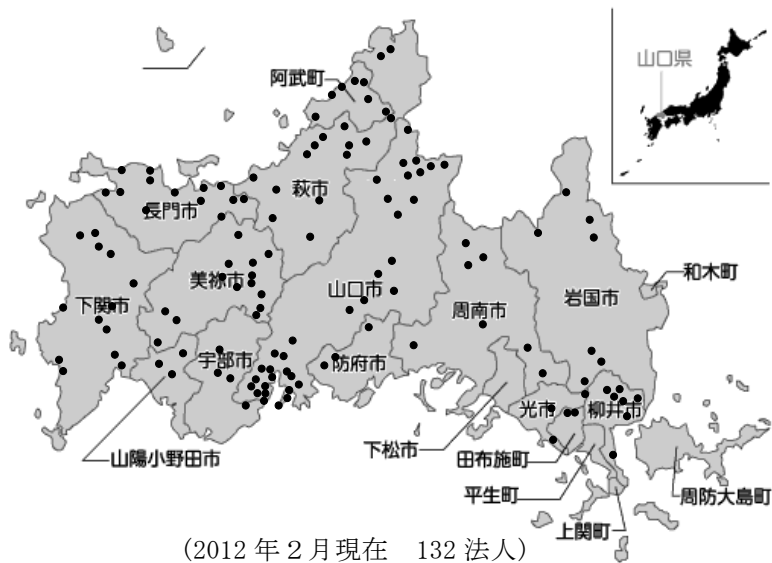 阿武町
山口県
萩市
長門市
美祢市
和木町
下関市
山口市
岩国市
周南市
宇部市
防府市
光市
柳井市
下松市
山陽小野田市
田布施町
平生町
周防大島町
上関町
(2012年2月現在　132法人)